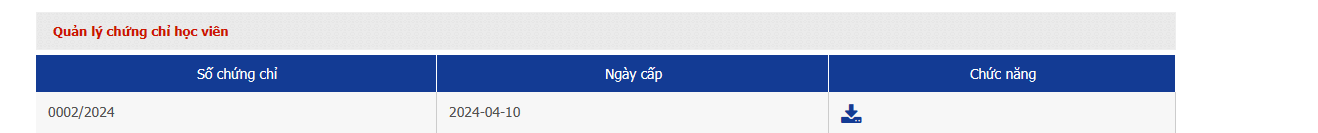 Quản lý chứng chỉ học viên
Số chứng chỉ Ngày cấp Chức năng
0002/2024 2024-04-10